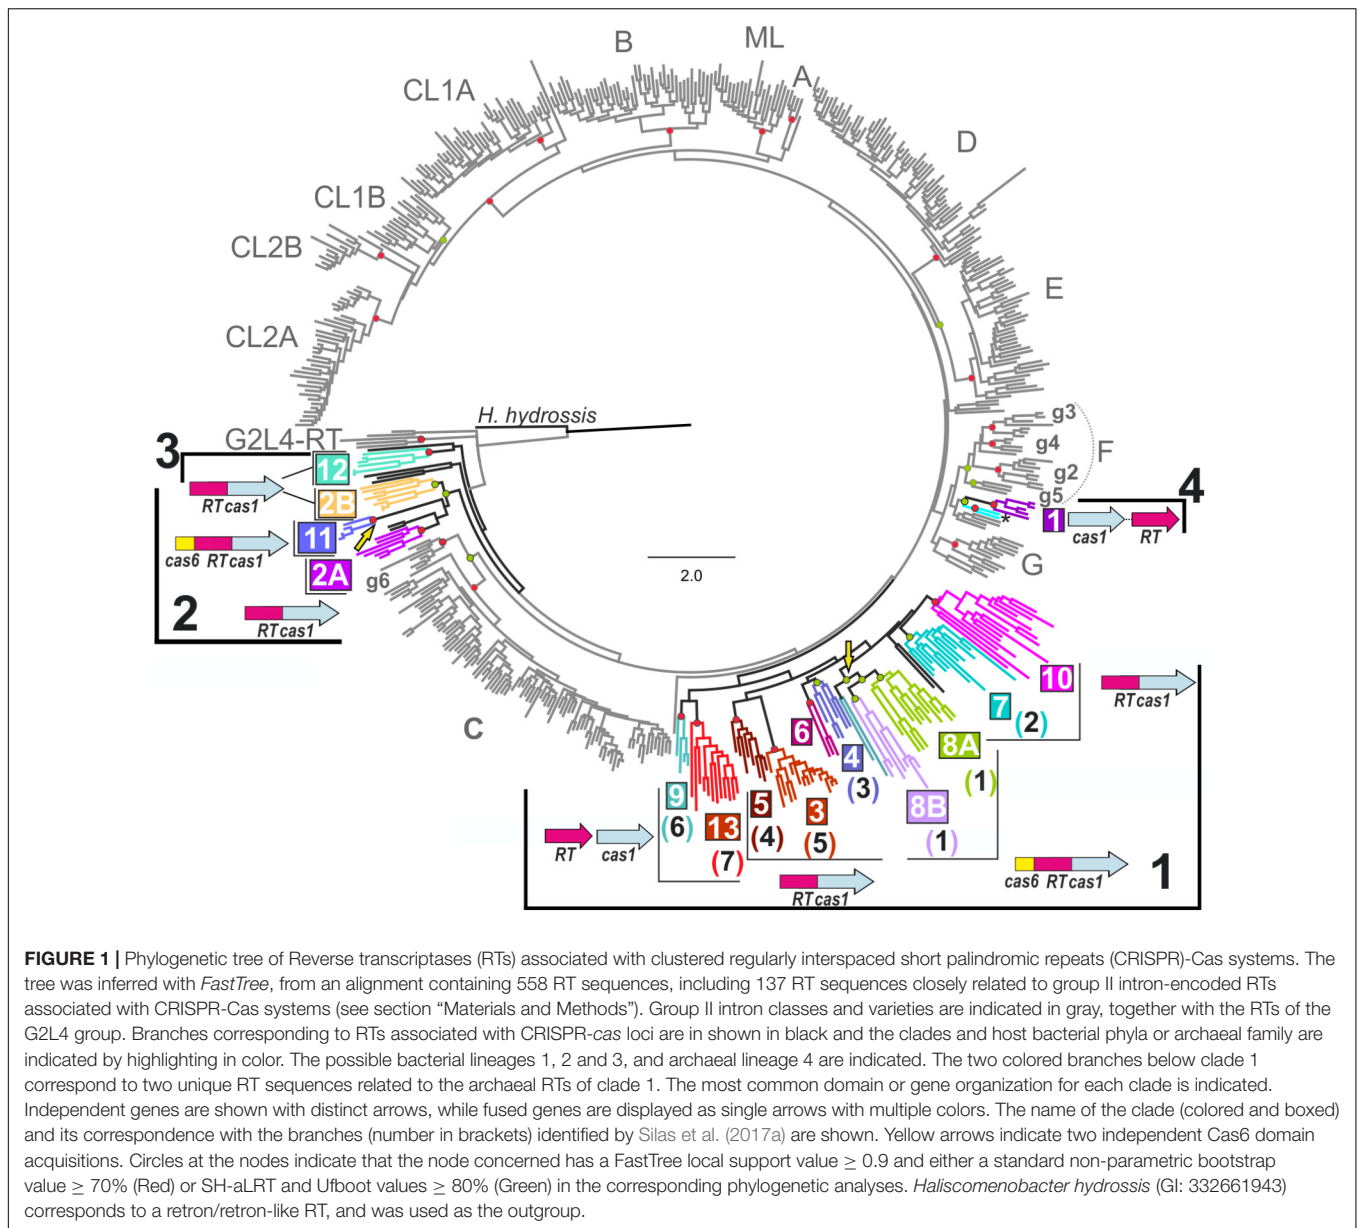 B
ML
A
CL1A
D
CL1B
CL2B
E
CL2A
g3
H. hydrossis
g4
F
G2L4-RT
g2
3
12
g5
4
RT cas1
2B
*
1
cas1
RT
11
cas6 RT cas1
G
2A
g6
2.0
2
RT cas1
10
RT cas1
7
(2)
C
6
8A
4
(1)
(3)
9
5
3
8B
(6)
13
(4)
(5)
(1)
RT
cas1
(7)
cas6 RT cas1
1
RT cas1
FIGURE 1 | Phylogenetic tree of Reverse transcriptases (RTs) associated with clustered regularly interspaced short palindromic repeats (CRISPR)-Cas systems. The
tree was inferred with FastTree, from an alignment containing 558 RT sequences, including 137 RT sequences closely related to group II intron-encoded RTs
associated with CRISPR-Cas systems (see section “Materials and Methods”). Group II intron classes and varieties are indicated in gray, together with the RTs of the
G2L4 group. Branches corresponding to RTs associated with CRISPR-cas loci are in shown in black and the clades and host bacterial phyla or archaeal family are
indicated by highlighting in color. The possible bacterial lineages 1, 2 and 3, and archaeal lineage 4 are indicated. The two colored branches below clade 1
correspond to two unique RT sequences related to the archaeal RTs of clade 1. The most common domain or gene organization for each clade is indicated.
Independent genes are shown with distinct arrows, while fused genes are displayed as single arrows with multiple colors. The name of the clade (colored and boxed)
and its correspondence with the branches (number in brackets) identified by Silas et al. (2017a) are shown. Yellow arrows indicate two independent Cas6 domain
acquisitions. Circles at the nodes indicate that the node concerned has a FastTree local support value ≥ 0.9 and either a standard non-parametric bootstrap
value ≥ 70% (Red) or SH-aLRT and Ufboot values ≥ 80% (Green) in the corresponding phylogenetic analyses. Haliscomenobacter hydrossis (GI: 332661943)
corresponds to a retron/retron-like RT, and was used as the outgroup.